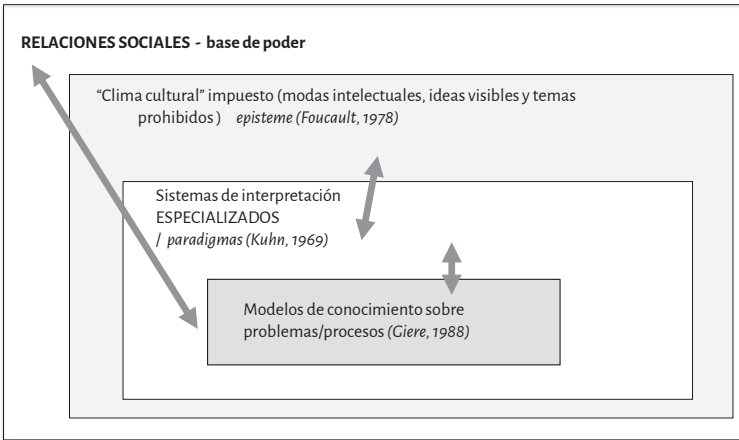 RELACIONES SOCIALES - base de poder
“Clima cultural” impuesto (modas intelectuales, ideas visibles y temas
prohibidos ) episteme (Foucault, 1978)
Sistemas de interpretación
ESPECIALIZADOS
/ paradigmas (Kuhn, 1969)
Modelos de conocimiento sobre
problemas/procesos (Giere, 1988)